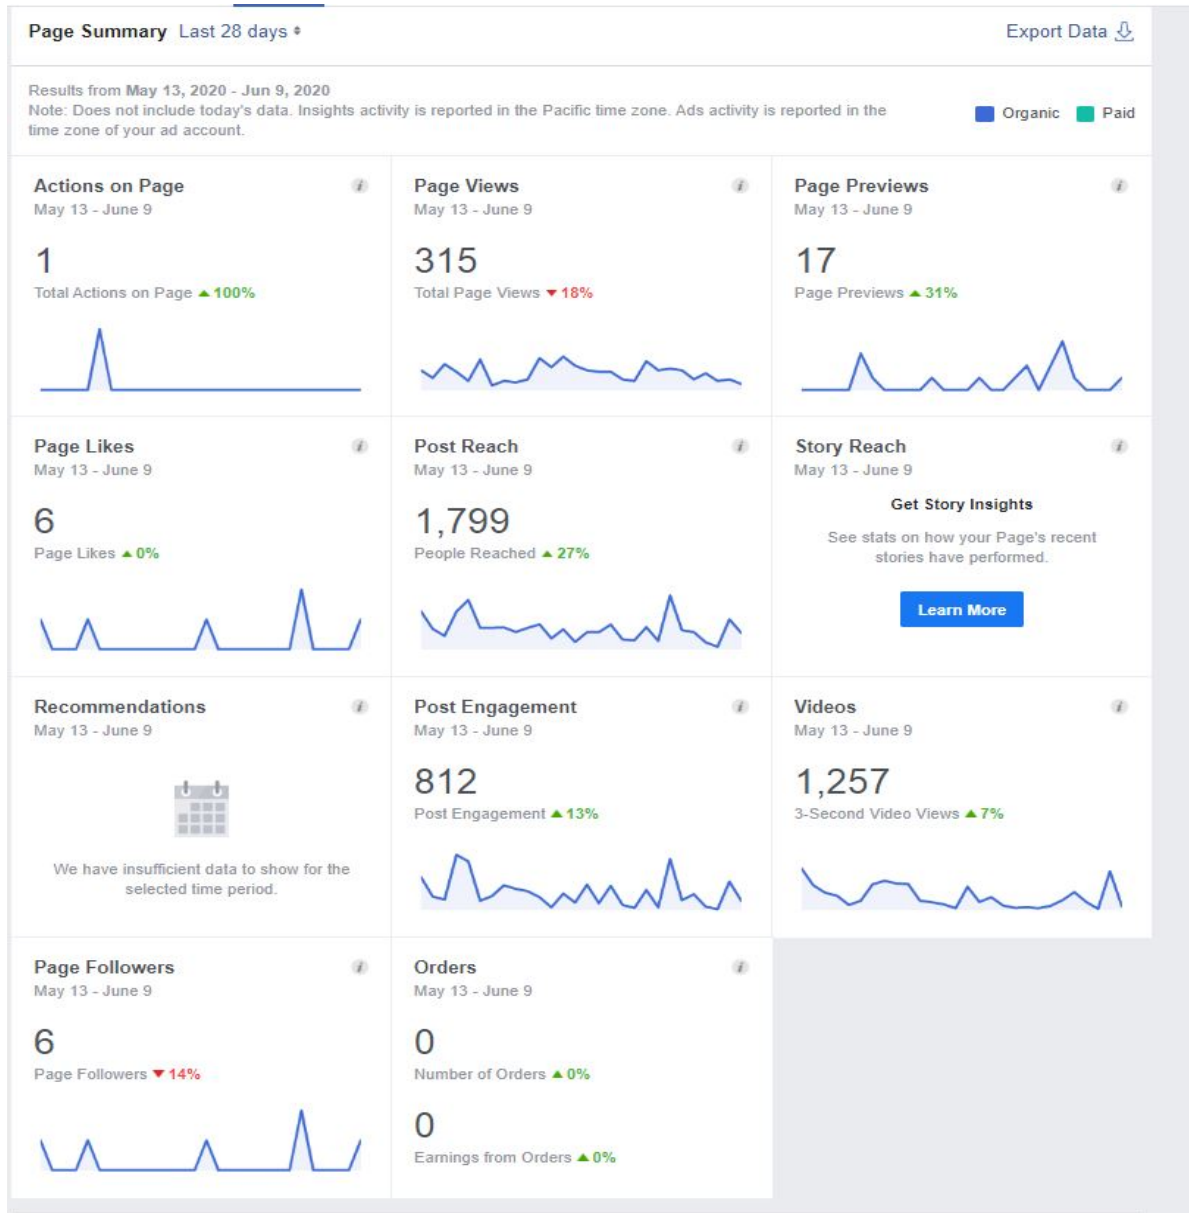 Page Summary Last 28 days
Export Data
Results from May 13, 2020 - Jun 9, 2020
Note: Does not include today's data. Insights activity is reported in the Pacific time zone. Ads activity is reported in the
time zone of your ad account.
Organic Paid
Actions on Page
May 13 - June 9
1
Total Actions on Page ▲ 100%
Page Views
May 13 - June 9
315
Total Page Views ▼ 18%
Page Previews
May 13 - June 9
17
Page Previews ▲ 31%
Page Likes
May 13 - June 9
6
Page Likes ▲ 0%
Post Reach
May 13 - June 9
1,799
People Reached ▲ 27%
Story Reach
May 13 - June 9
Get Story Insights
See stats on how your Page's recent
stories have performed.
Learn More
Recommendations
May 13 - June 9
We have insufficient data to show for the
selected time period.
Post Engagement
May 13 - June 9
812
Post Engagement ▲ 13%
Videos
May 13 - June 9
1,257
3-Second Video Views ▲ 7%
Page Followers
May 13 - June 9
6
Page Followers ▼ 14%
Orders
May 13 - June 9
0
Number of Orders ▲ 0%
0
Earnings from Orders ▲ 0%